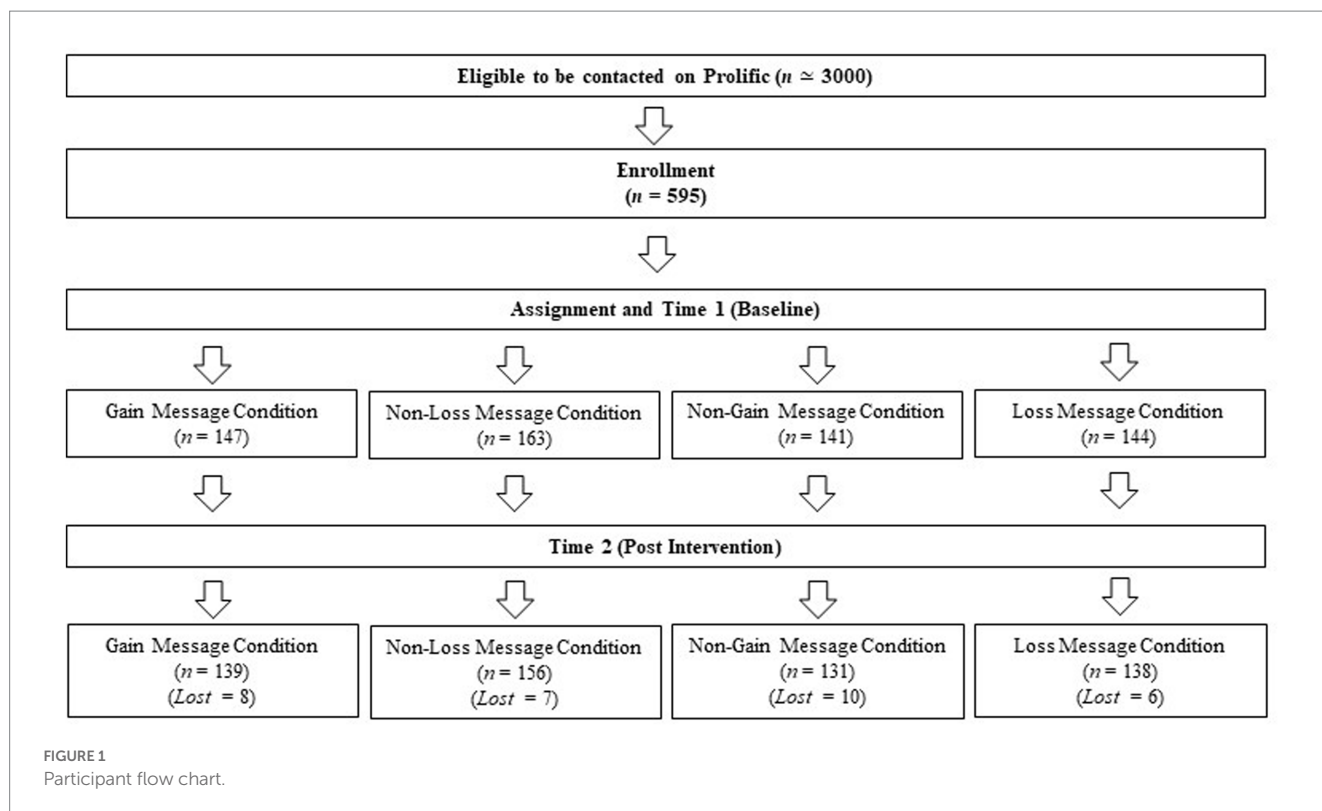 Eligible to be contacted on Prolific (n ≃ 3000)
Enrollment
(n = 595)
Assignment and Time 1 (Baseline)
Gain Message Condition
(n = 147)
Non-Loss Message Condition
(n = 163)
Non-Gain Message Condition
(n = 141)
Loss Message Condition
(n = 144)
Time 2 (Post Intervention)
Gain Message Condition
(n = 139)
(Lost = 8)
Non-Loss Message Condition
(n = 156)
(Lost = 7)
Non-Gain Message Condition
(n = 131)
(Lost = 10)
Loss Message Condition
(n = 138)
(Lost = 6)
FIGURE 1
Participant flow chart.